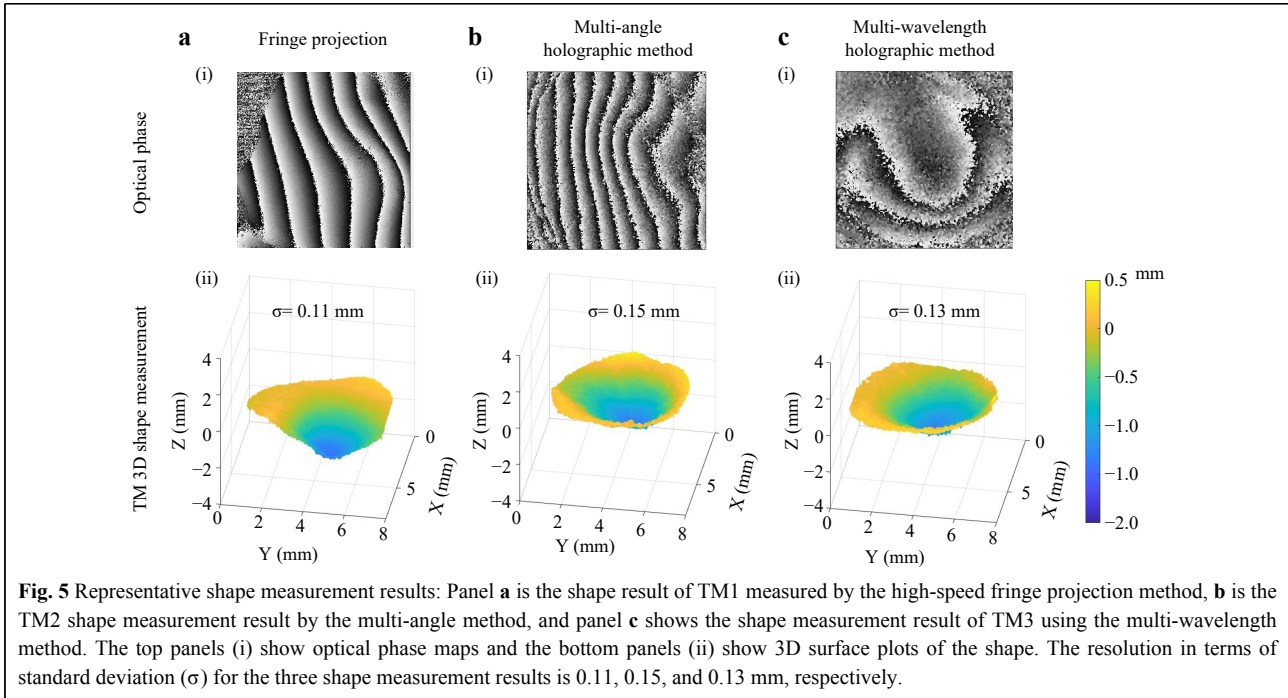 a
Fringe projection
b
Multi-angle
holographic method
c
Multi-wavelength
holographic method
(i)
(i)
(i)
Optical phase
(ii)
(ii)
(ii)
TM 3D shape measurement
σ= 0.11 mm
σ= 0.15 mm
σ= 0.13 mm
4
2
0
−2
−4
Z (mm)
0
2
4
6
8
Y (mm)
0
5
X (mm)
4
2
0
−2
−4
Z (mm)
0
2
4
6
8
Y (mm)
0
5
X (mm)
4
2
0
−2
−4
Z (mm)
0
2
4
6
8
Y (mm)
0
5
X (mm)
0.5
mm
0
−0.5
−0.5
−1.0
−2.0
Fig. 5 Representative shape measurement results: Panel a is the shape result of TM1 measured by the high-speed fringe projection method, b is the
TM2 shape measurement result by the multi-angle method, and panel c shows the shape measurement result of TM3 using the multi-wavelength
method. The top panels (i) show optical phase maps and the bottom panels (ii) show 3D surface plots of the shape. The resolution in terms of
standard deviation (σ) for the three shape measurement results is 0.11, 0.15, and 0.13 mm, respectively.